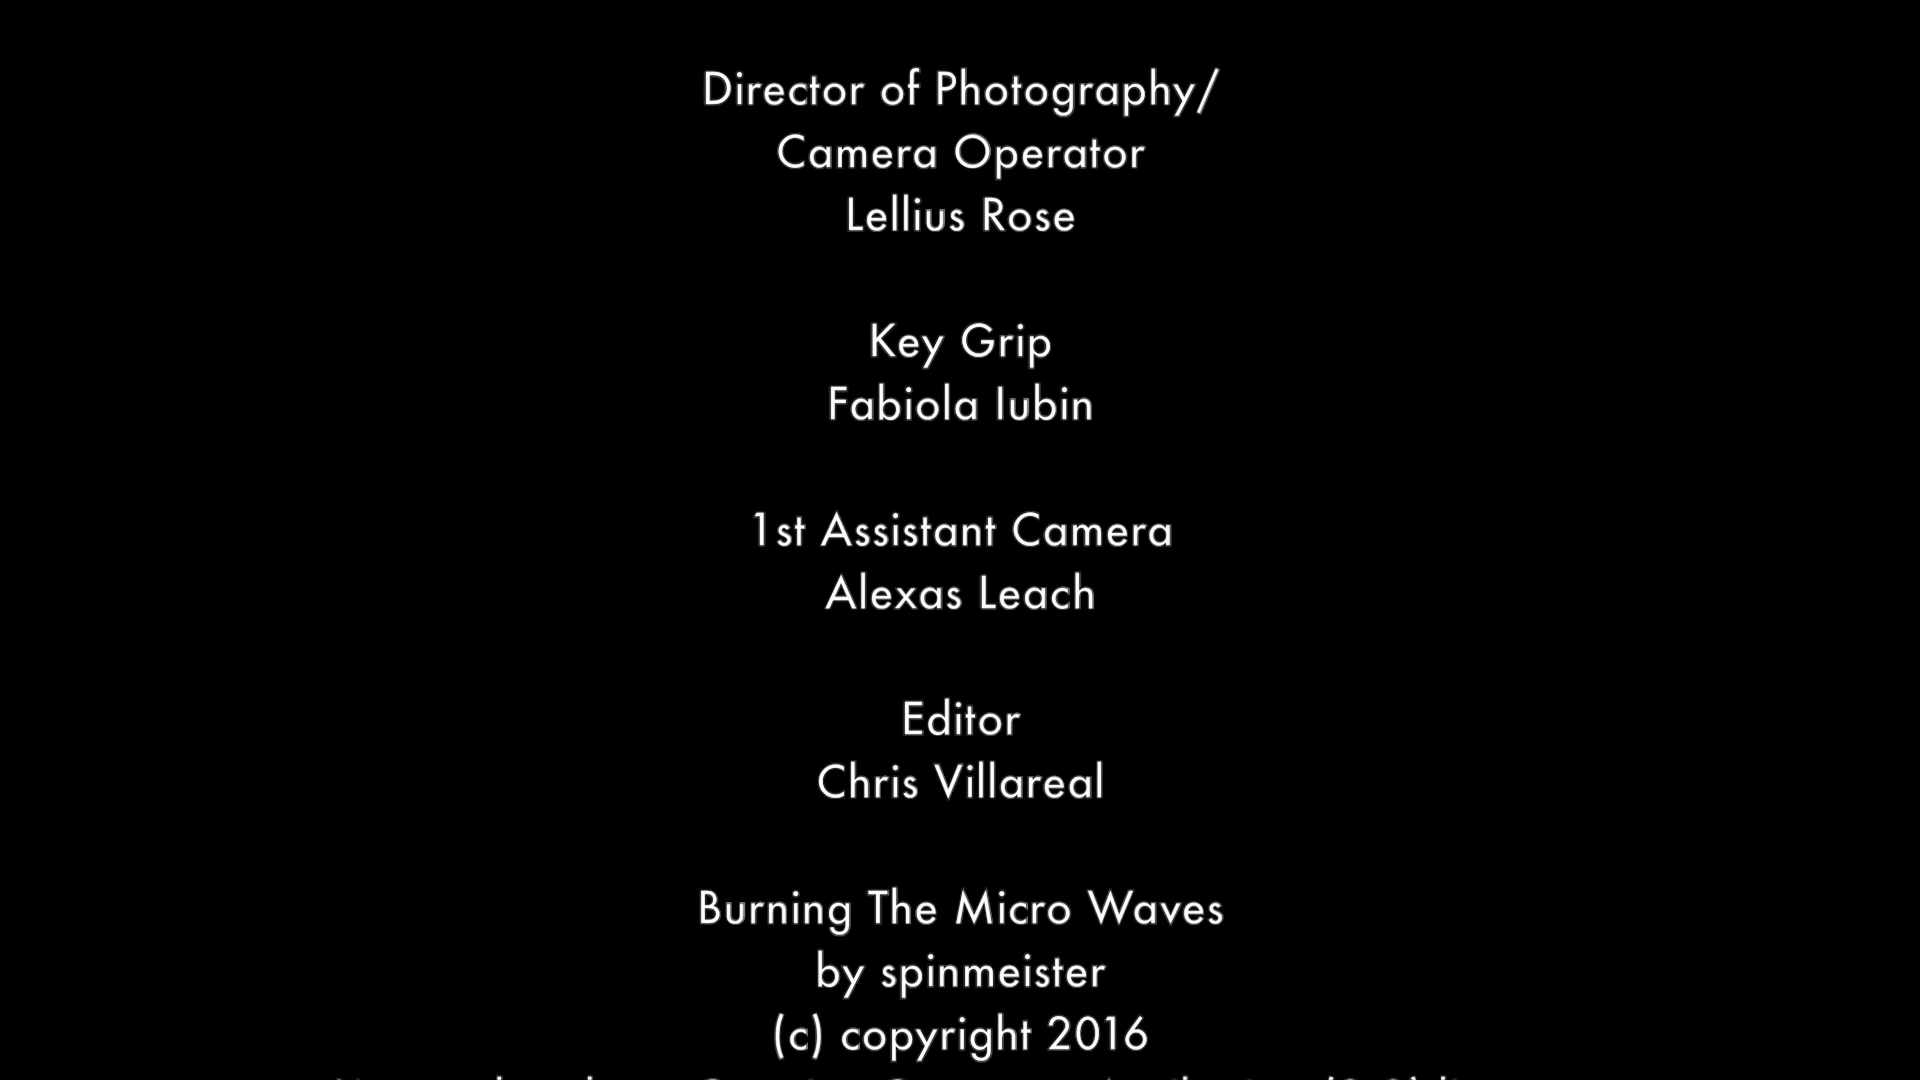 Director of Photography/
Camera Operator
Lellius Rose
Key Grip
Fabiola Iubin
1st Assistant Camera
Alexas Leach
Editor
Chris Villareal
Burning The Micro Waves
by spinmeister
(c) copyright 2016